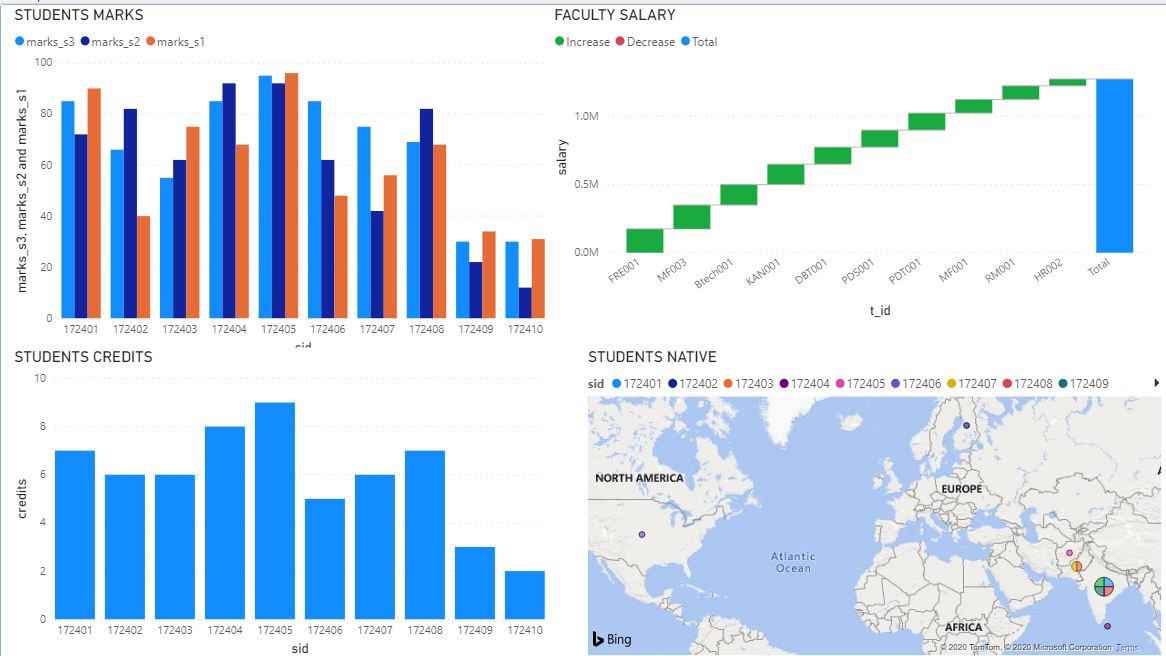 STUDENTS MARKS
marks_s3 marks_s2 marks_s1
marks_s3, marks_s2 and marks_s1
100
80
60
40
20
0
172401 172402 172403 172404 172405 172406 172407 172408 172409 172410
sid
FACULTY SALARY
Increase Decrease Total
salary
1.0M
0.5M
0.0M
FRE001 MF003 Btech001 KAN001 DBT001 PDS001 PDT001 MF001 RM001 HR002 Total
t_id
STUDENTS CREDITS
credits
10
8
6
4
2
0
172401 172402 172403 172404 172405 172406 172407 172408 172409 172410
sid
STUDENTS NATIVE
sid 172401 172402 172403 172404 172405 172406 172407 172408 172409
NORTH AMERICA
EUROPE
A
Atlantic
Ocean
AFRICA
Bing
© 2020 TomTom, © 2020 Microsoft Corporation Terms